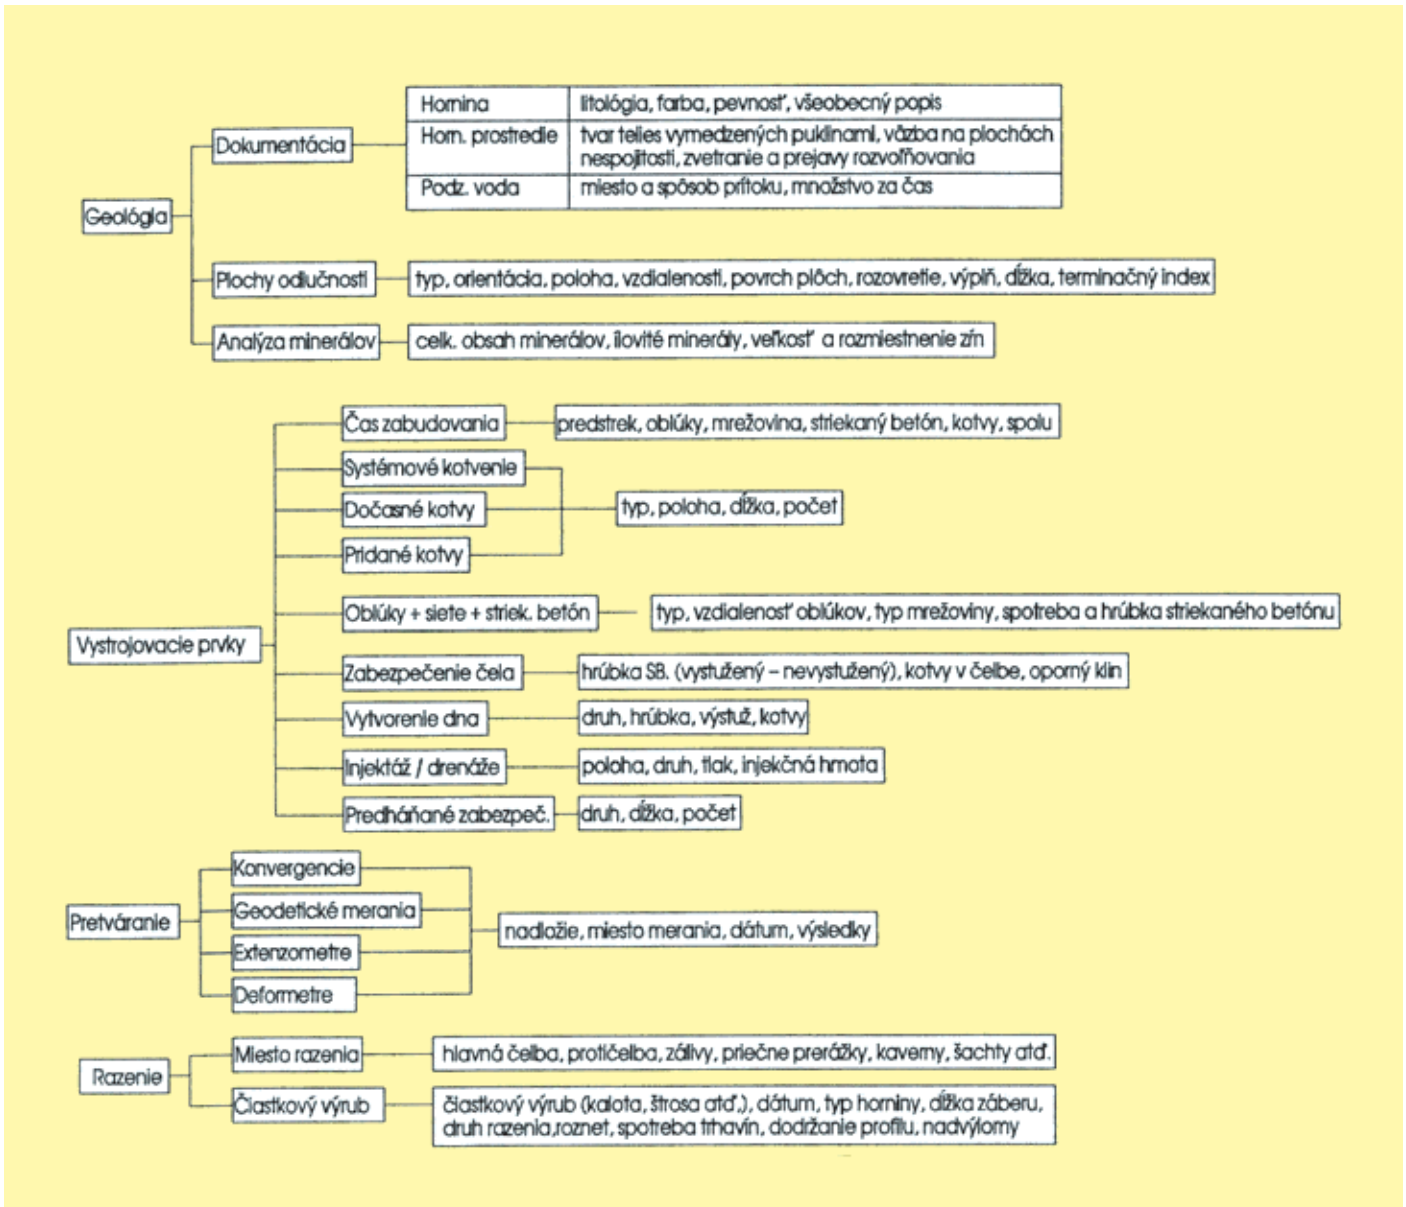 Geológia
Dokumentácia
Hornina
litológia, farba, pevnosť, všeobecný popis
Horn. prostredie
tvar telies vymedzených puklinami, väzba na plochách
nespojitosti, zvetranie a prejavy rozvoľňovania
Podz. voda
miesto a spôsob prítoku, množstvo za čas
Plochy odlučnosti
typ, orientácia, poloha, vzdialenosti, povrch plôch, rozovretie, výplň, dĺžka, terminačný index
Analýza minerálov
celk. obsah minerálov, ílovité minerály, veľkosť a rozmiestnenie zŕn
Vystrojovacie prvky
Čas zabudovania
predstrek, oblúky, mrežovina, striekaný betón, kotvy, spolu
Systémové kotvenie
Dočasné kotvy
Pridané kotvy
typ, poloha, dĺžka, počet
Oblúky + siete + striek. betón
typ, vzdialenosť oblúkov, typ mrežoviny, spotreba a hrúbka striekaného betónu
Zabezpečenie čela
hrúbka SB. (vystužený – nevystužený), kotvy v čelbe, oporný klin
Vytvorenie dna
druh, hrúbka, výstuž, kotvy
Injektáž / drenáže
poloha, druh, tlak, injekčná hmota
Predháňané zabezpeč.
druh, dĺžka, počet
Pretváranie
Konvergencie
Geodetické merania
Extenzometre
Deformetre
nadložie, miesto merania, dátum, výsledky
Razenie
Miesto razenia
hlavná čelba, protičelba, zálivy, priečne prerážky, kaverny, šachty atď.
Čiastkový výrub
čiastkový výrub (kalota, štrosa atď.), dátum, typ horniny, dĺžka záberu,
druh razenia,roznet, spotreba trhavín, dodržanie profilu, nadvýlomy